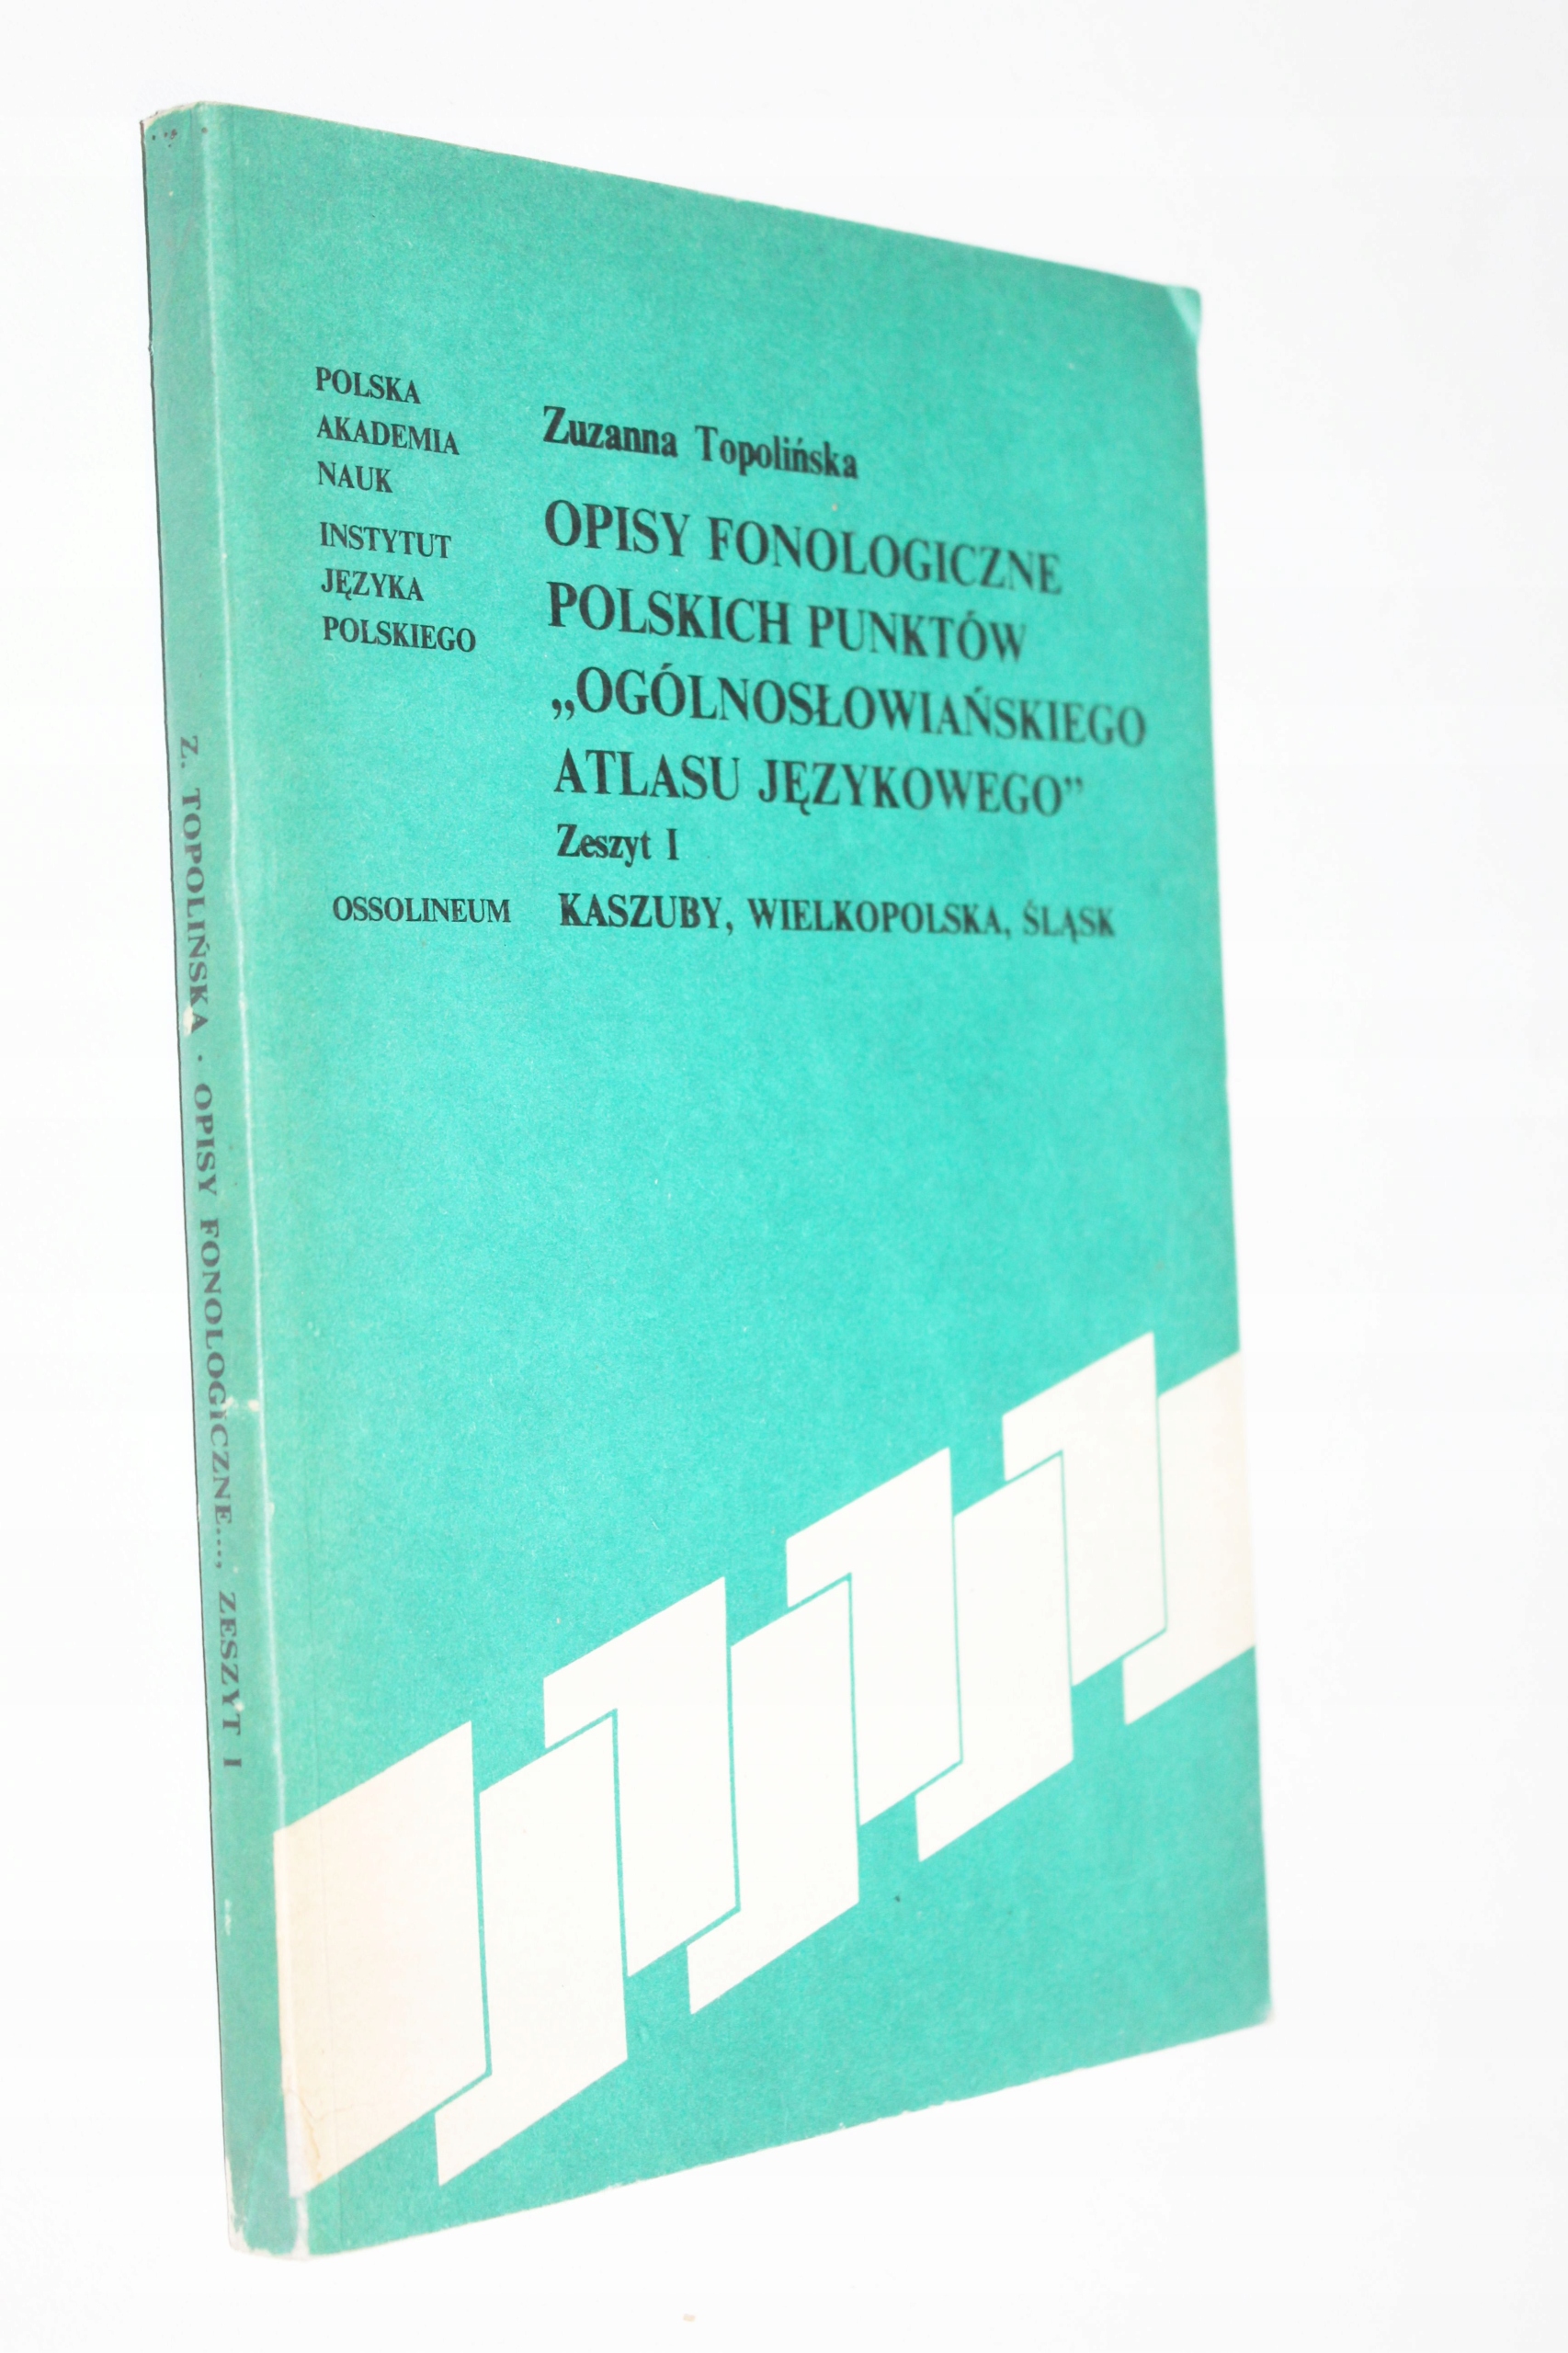 POLSKA
AKADEMIA
NAUK
INSTYTUT
JĘZYKA
POLSKIEGO
Zuzanna Topolińska
OPISY FONOLOGICZNE
POLSKICH PUNKTÓW
„OGÓLNOSŁOWIAŃSKIEGO
ATLASU JĘZYKOWEGO”
Zeszyt I
OSSOLINEUM
KASZUBY, WIELKOPOLSKA, ŚLĄSK
Z. TOPOLIŃSKA · OPISY FONOLOGICZNE..., ZESZYT I